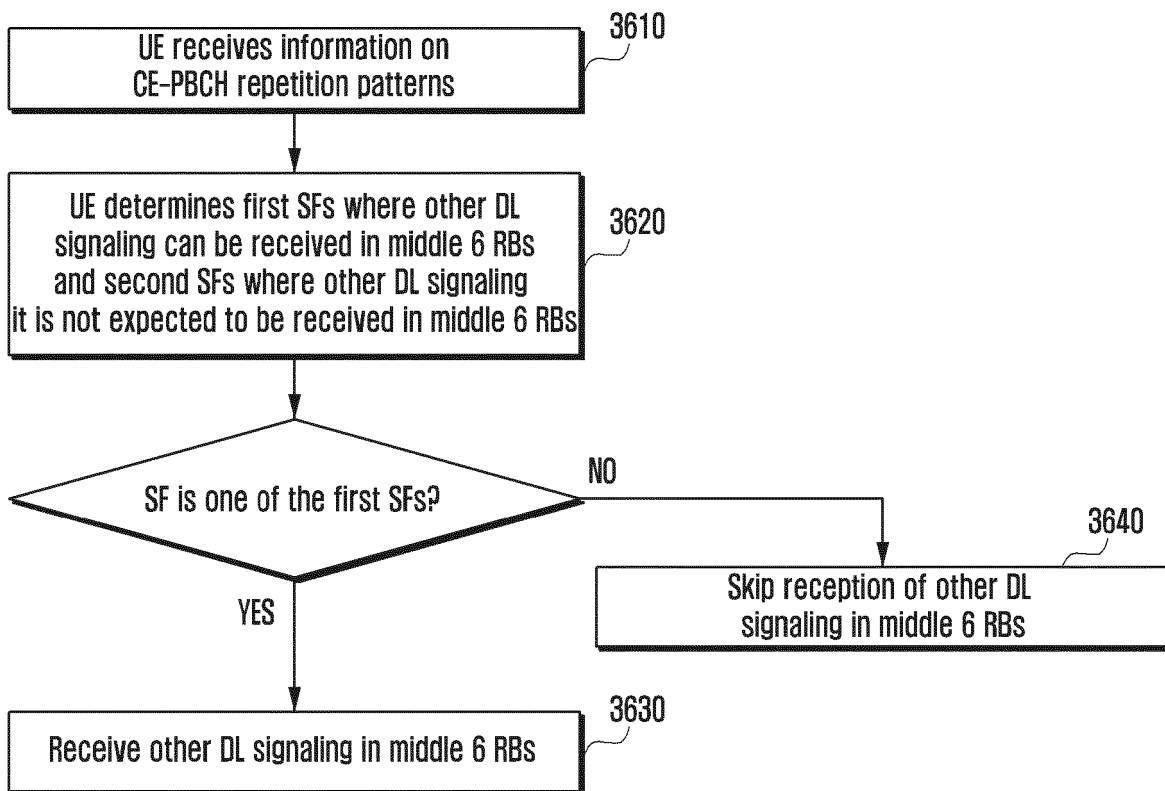 3610
UE receives information on
CE-PBCH repetition patterns
3620
UE determines first SFs where other DL
signaling can be received in middle 6 RBs
and second SFs where other DL signaling
it is not expected to be received in middle 6 RBs
SF is one of the first SFs?
NO
YES
3640
Skip reception of other DL
signaling in middle 6 RBs
3630
Receive other DL signaling in middle 6 RBs